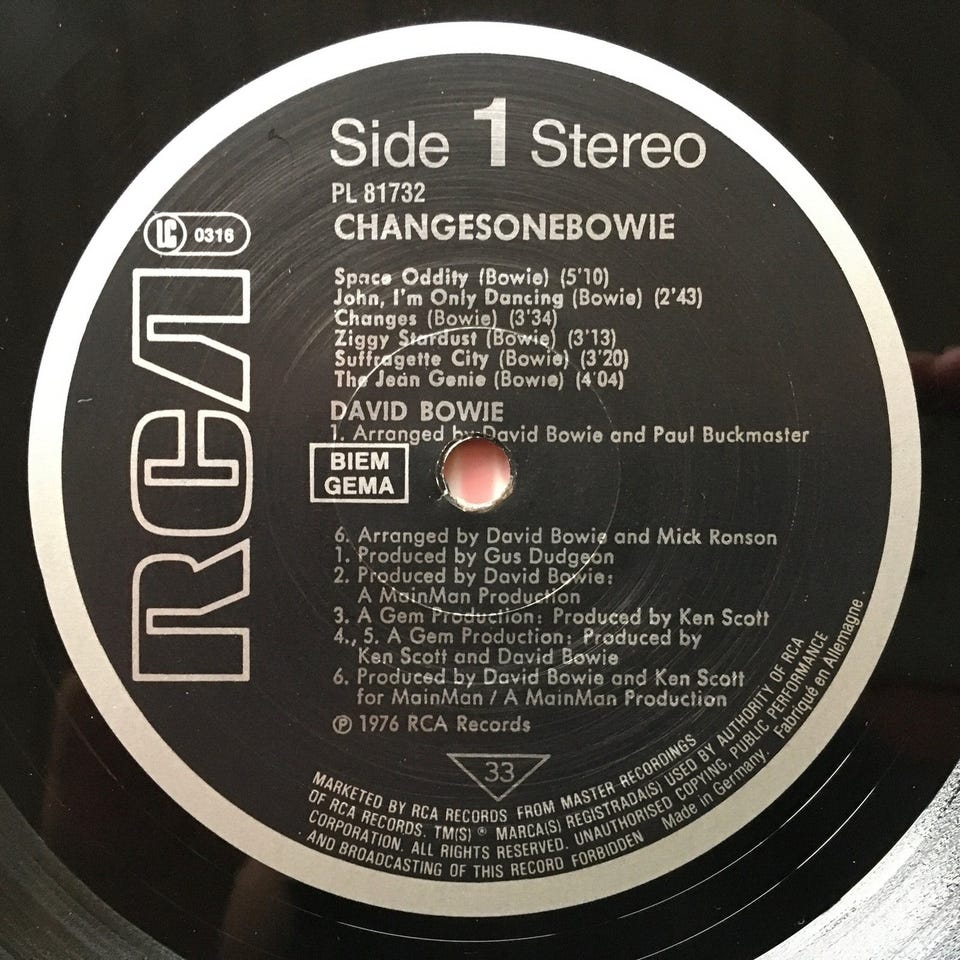 Side 1 Stereo
PL 81732
CHANGESONEBOWIE
LC 0316
RCA
Space Oddity (Bowie) (5'10)
John, I'm Only Dancing (Bowie) (2'43)
Changes (Bowie) (3'34)
Ziggy Stardust (Bowie) (3'13)
Suffragette City (Bowie) (3'20)
The Jean Genie (Bowie) (4'04)
DAVID BOWIE
1. Arranged by David Bowie and Paul Buckmaster
BIEM
GEMA
6. Arranged by David Bowie and Mick Ronson
1. Produced by Gus Dudgeon
2. Produced by David Bowie:
A MainMan Production
3. A Gem Production: Produced by Ken Scott
4., 5. A Gem Production: Produced by
Ken Scott and David Bowie
6. Produced by David Bowie and Ken Scott
for MainMan / A MainMan Production
℗ 1976 RCA Records
33
MARKETED BY RCA RECORDS FROM MASTER RECORDINGS
OF RCA RECORDS. TM(S) ® MARCA(S) REGISTRADA(S) USED BY AUTHORITY OF RCA
CORPORATION. ALL RIGHTS RESERVED. UNAUTHORISED COPYING, PUBLIC PERFORMANCE
AND BROADCASTING OF THIS RECORD FORBIDDEN Made in Germany. Fabriqué en Allemagne.